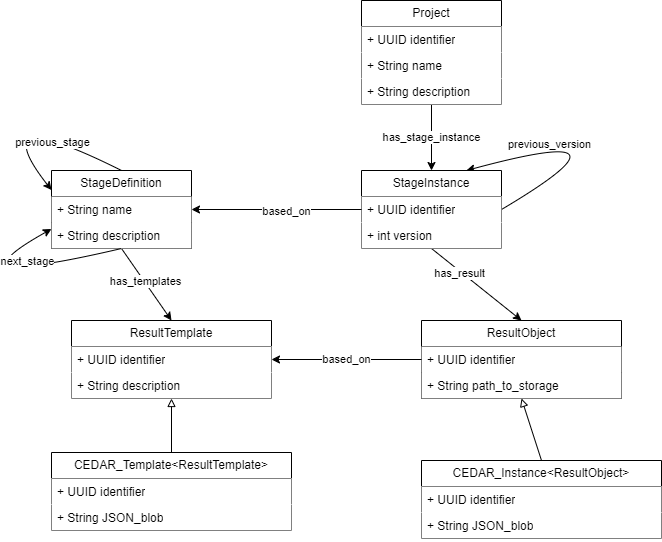 Project
+ UUID identifier
+ String name
+ String description
has_stage_instance
previous_stage
previous_version
StageDefinition
+ String name
+ String description
StageInstance
+ UUID identifier
+ int version
based_on
next_stage
has_templates
has_result
ResultTemplate
+ UUID identifier
+ String description
ResultObject
+ UUID identifier
+ String path_to_storage
based_on
CEDAR_Template<ResultTemplate>
+ UUID identifier
+ String JSON_blob
CEDAR_Instance<ResultObject>
+ UUID identifier
+ String JSON_blob